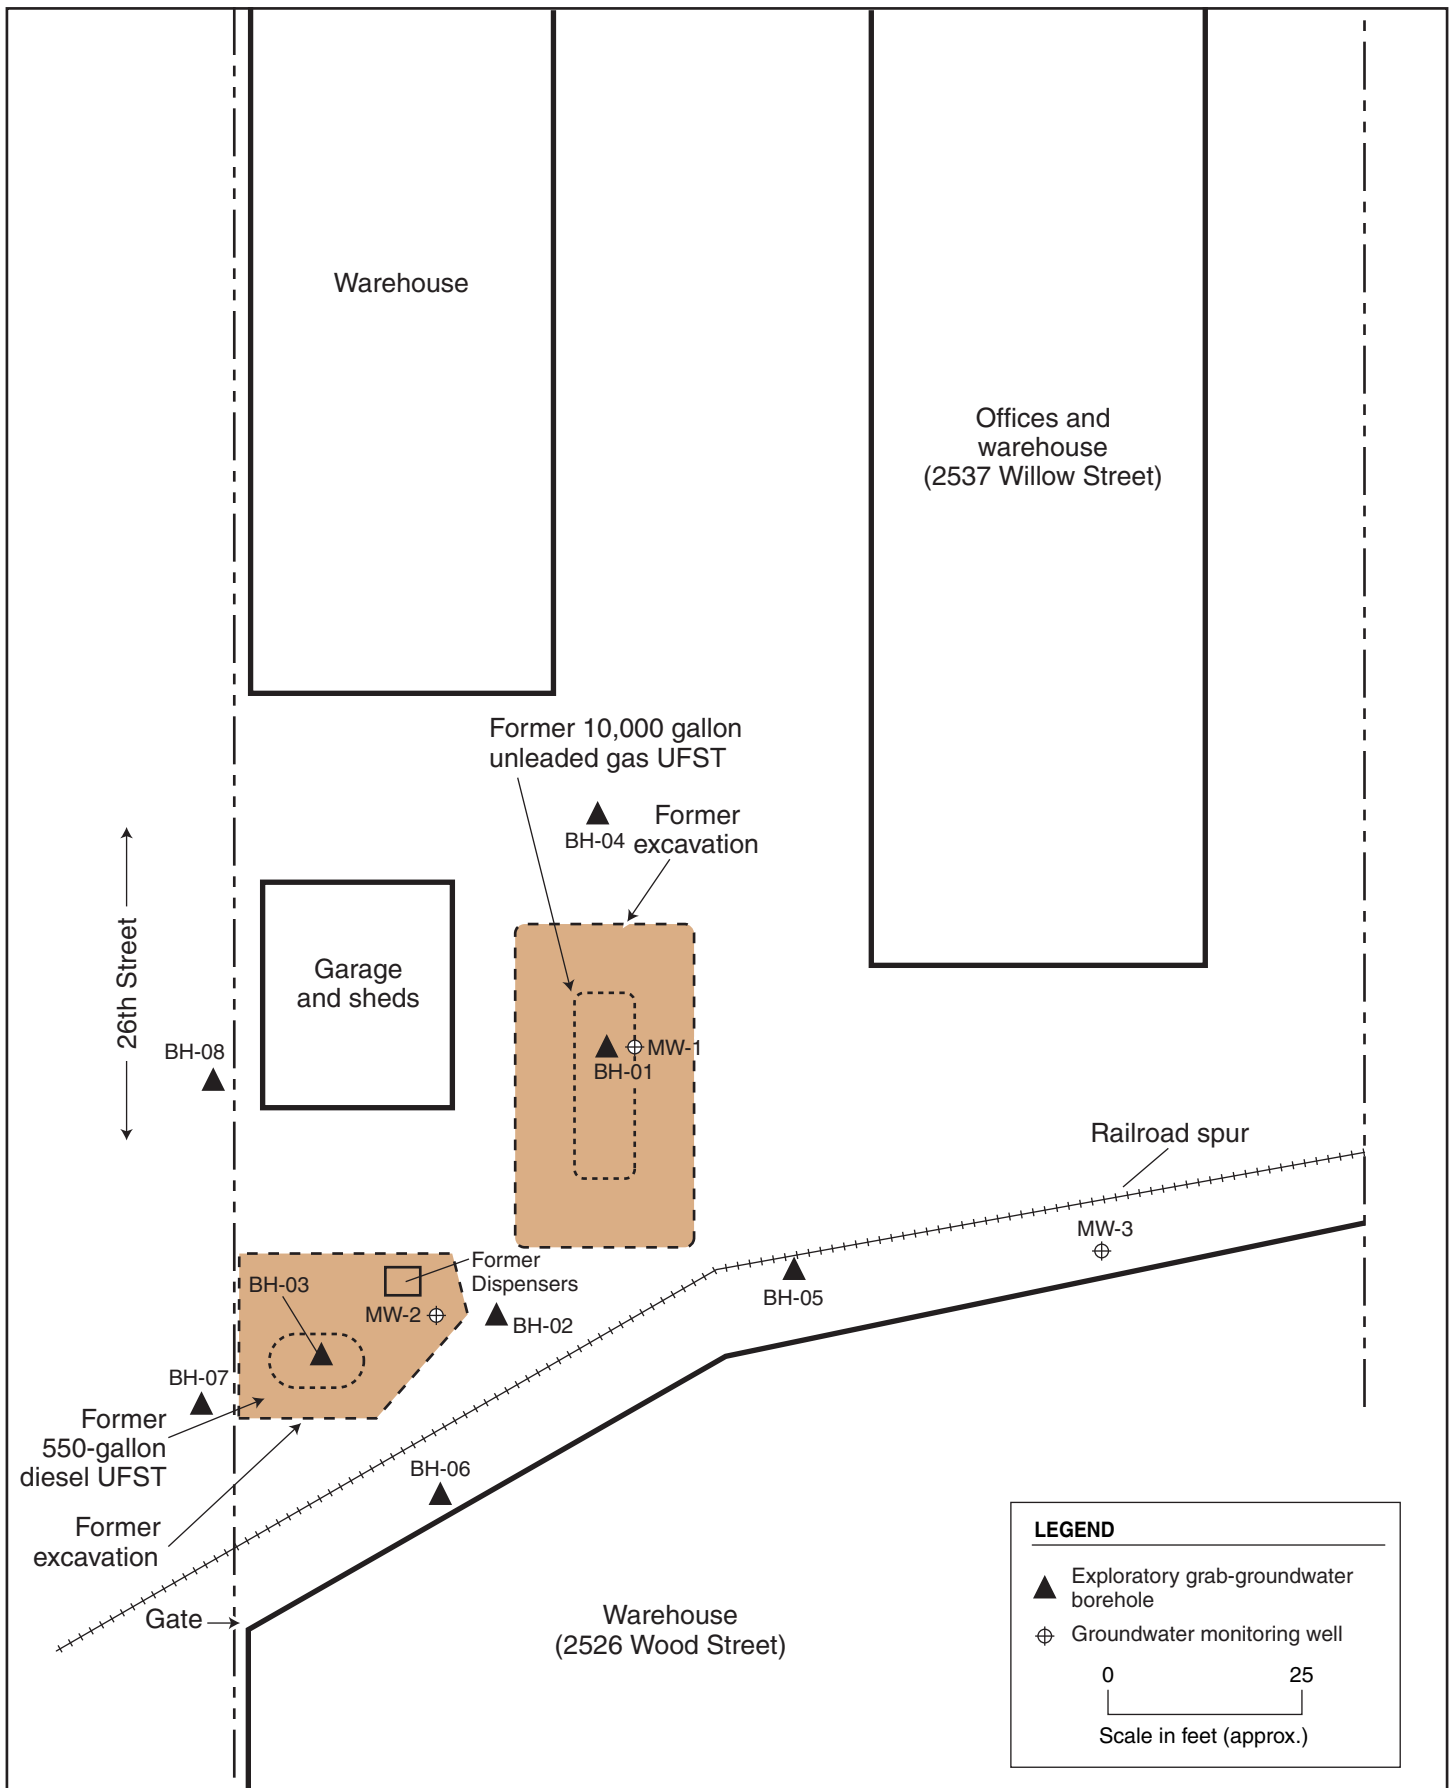 Warehouse
Offices and
warehouse
(2537 Willow Street)
Former 10,000 gallon
unleaded gas UFST
BH-04
Former
excavation
26th Street
Garage
and sheds
BH-08
MW-1
BH-01
Railroad spur
MW-3
Former
Dispensers
BH-03
MW-2
BH-02
BH-05
BH-07
Former
550-gallon
diesel UFST
BH-06
Former
excavation
Gate
Warehouse
(2526 Wood Street)
LEGEND
Exploratory grab-groundwater
borehole
Groundwater monitoring well
0 25
Scale in feet (approx.)